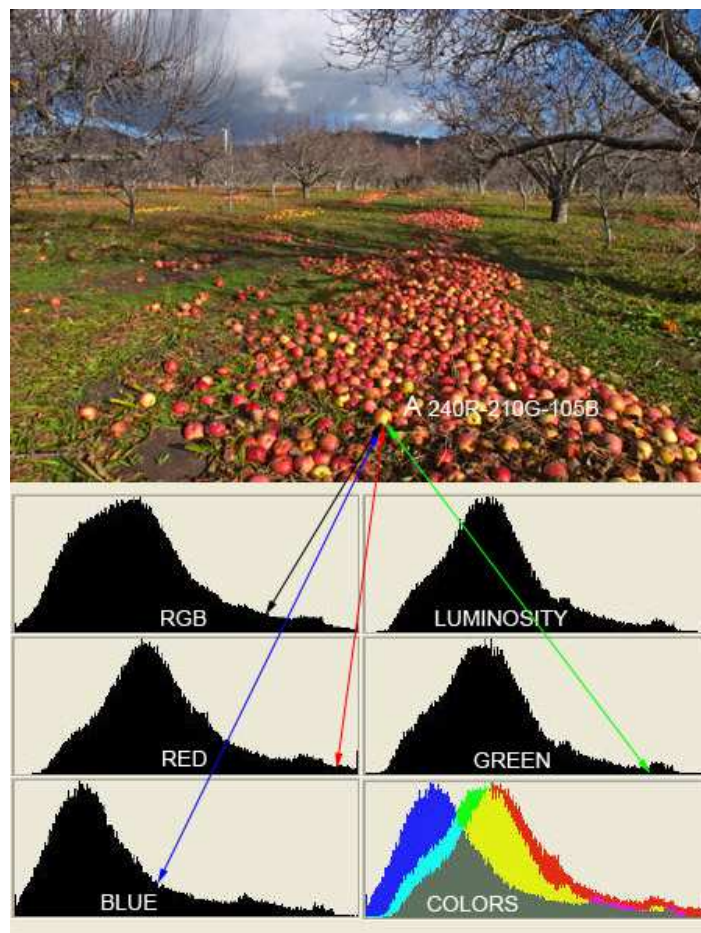 A 240R-210G-105B
RGB
LUMINOSITY
RED
GREEN
BLUE
COLORS